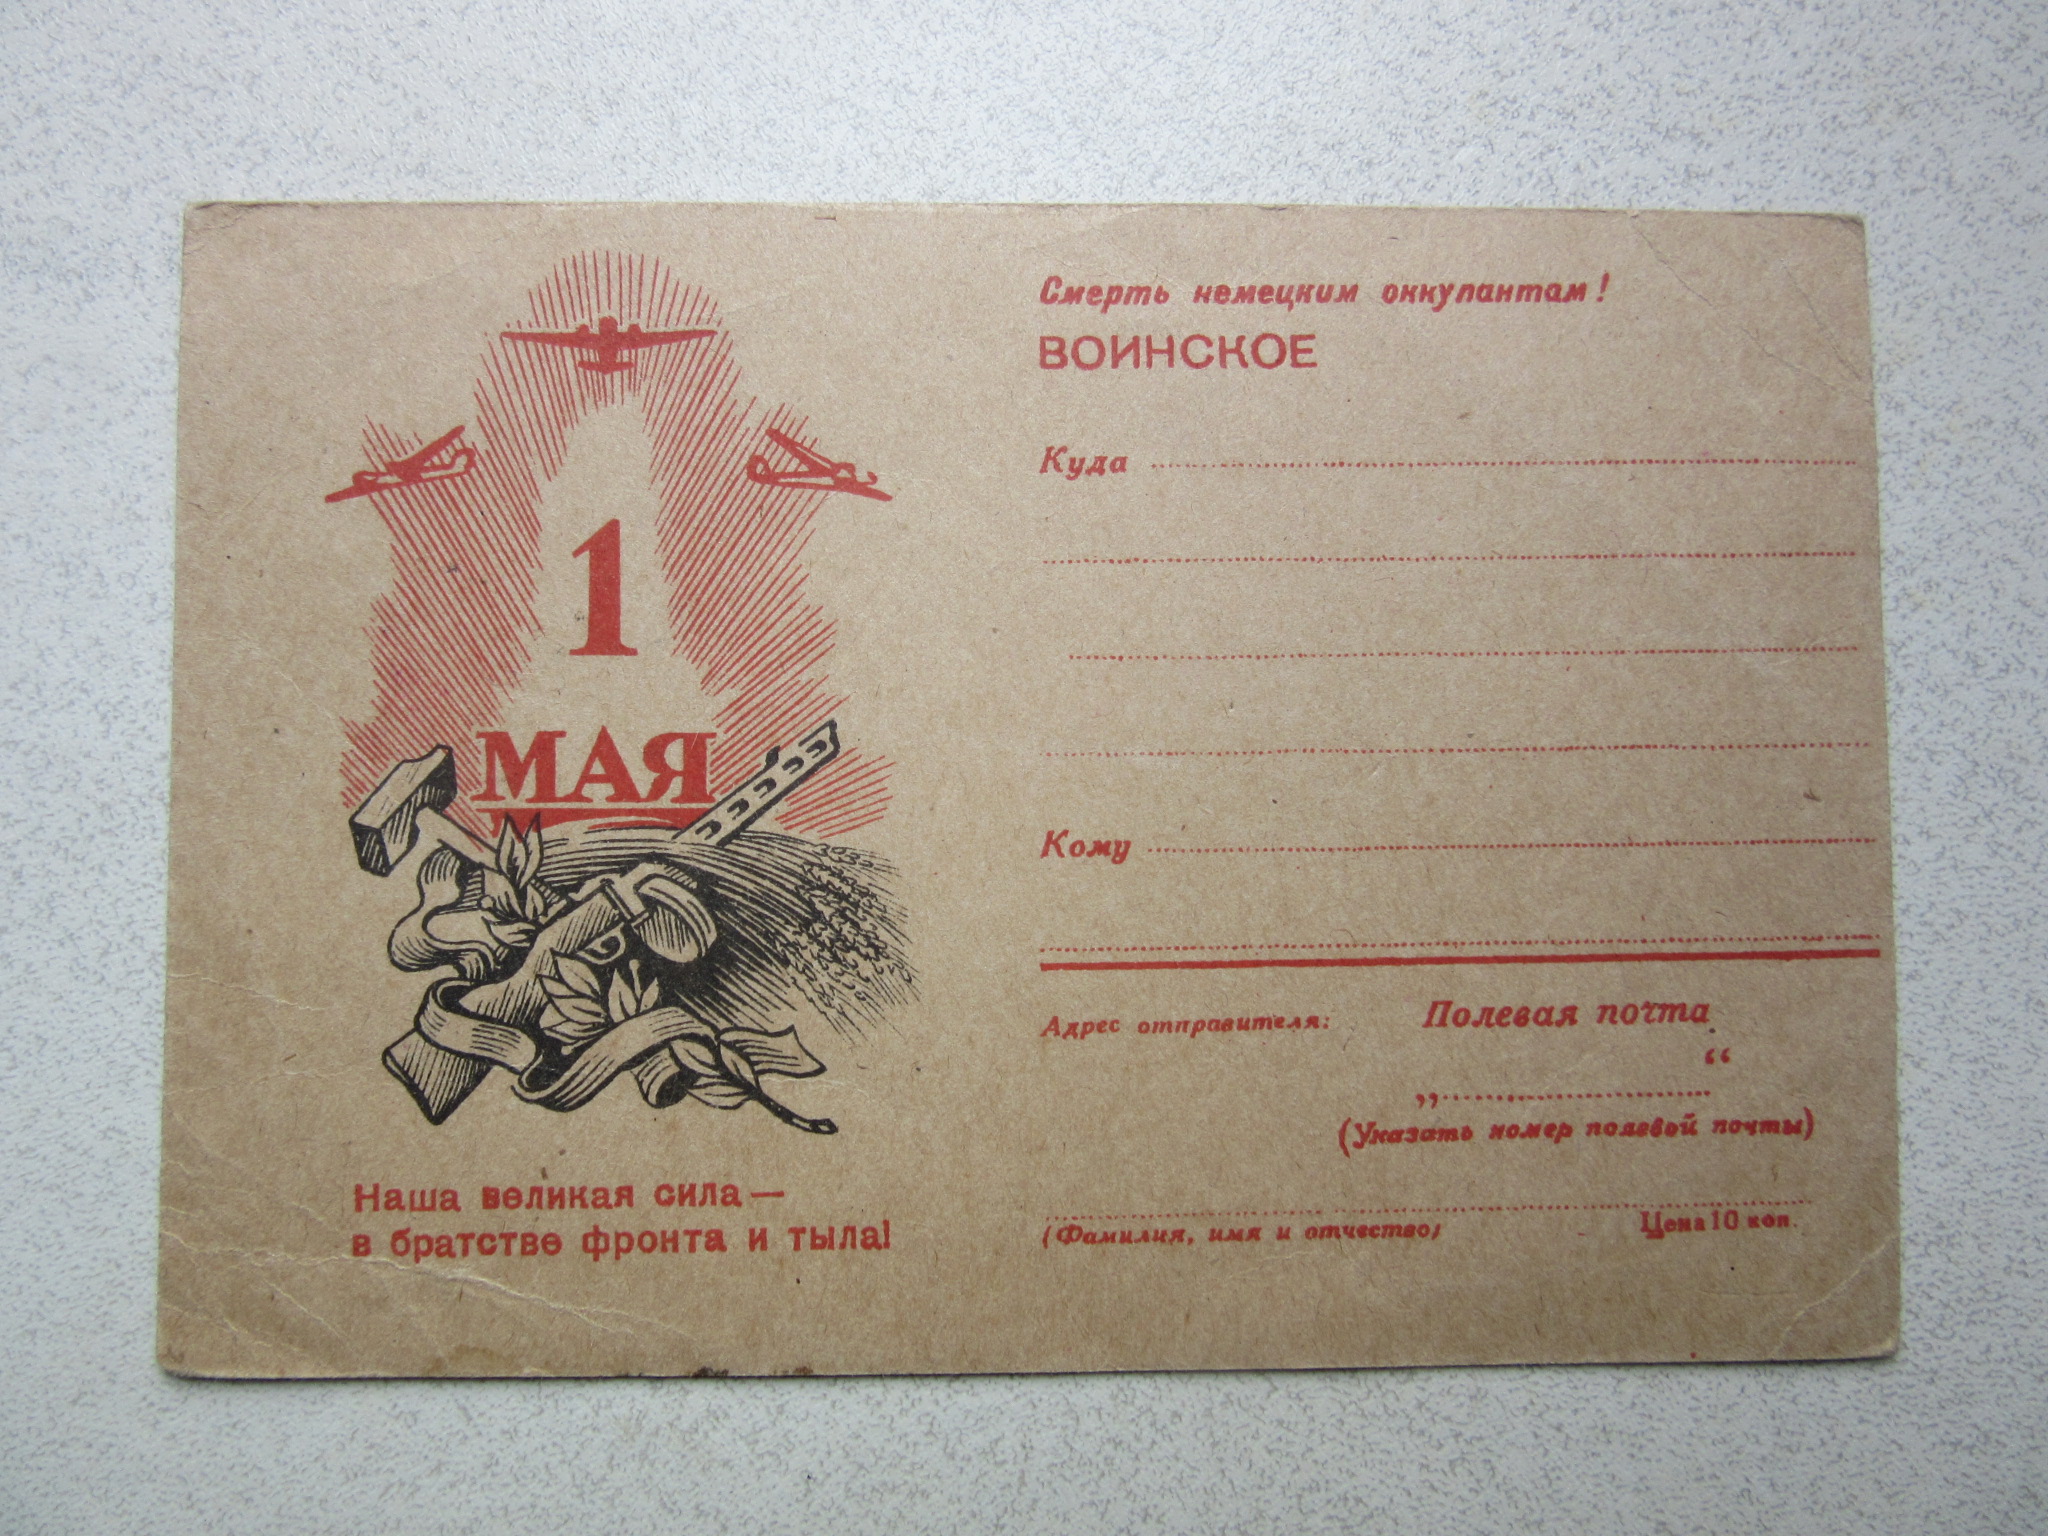 1
МАЯ
Наша великая сила —
в братстве фронта и тыла!
Смерть немецким оккупантам!
ВОИНСКОЕ
Куда
Кому
Адрес отправителя:
Полевая почта
„ “
(Указать номер полевой почты)
(Фамилия, имя и отчество)
Цена 10 коп.